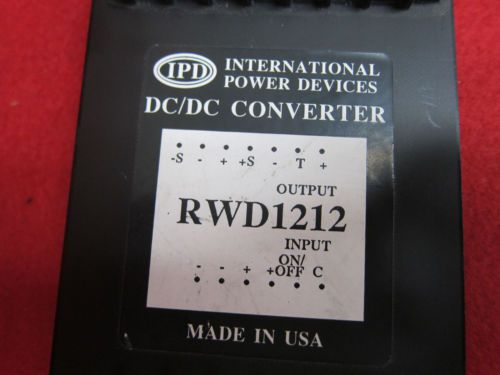 IPD
INTERNATIONAL
POWER DEVICES
DC/DC CONVERTER
-S - + +S - T +
OUTPUT
RWD1212
INPUT
ON/
- - + + OFF C
MADE IN USA